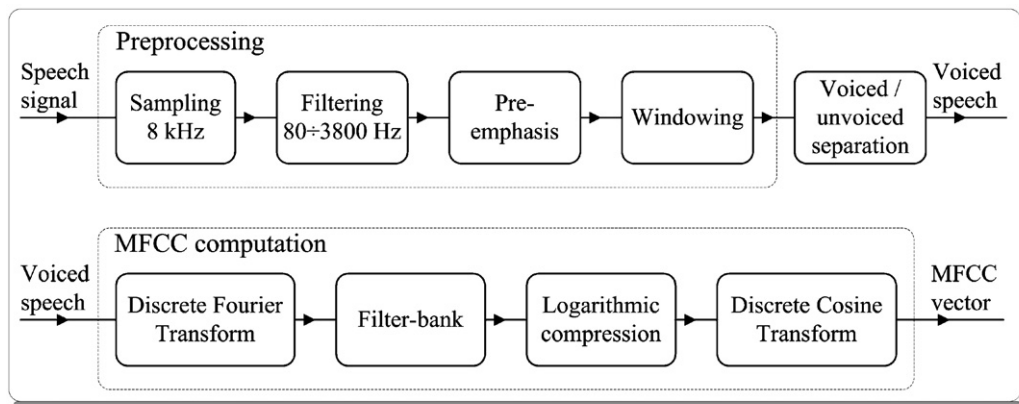 Preprocessing
Speech
signal
Sampling
8 kHz
Filtering
80÷3800 Hz
Pre-
emphasis
Windowing
Voiced /
unvoiced
separation
Voiced
speech
MFCC computation
Voiced
speech
Discrete Fourier
Transform
Filter-bank
Logarithmic
compression
Discrete Cosine
Transform
MFCC
vector